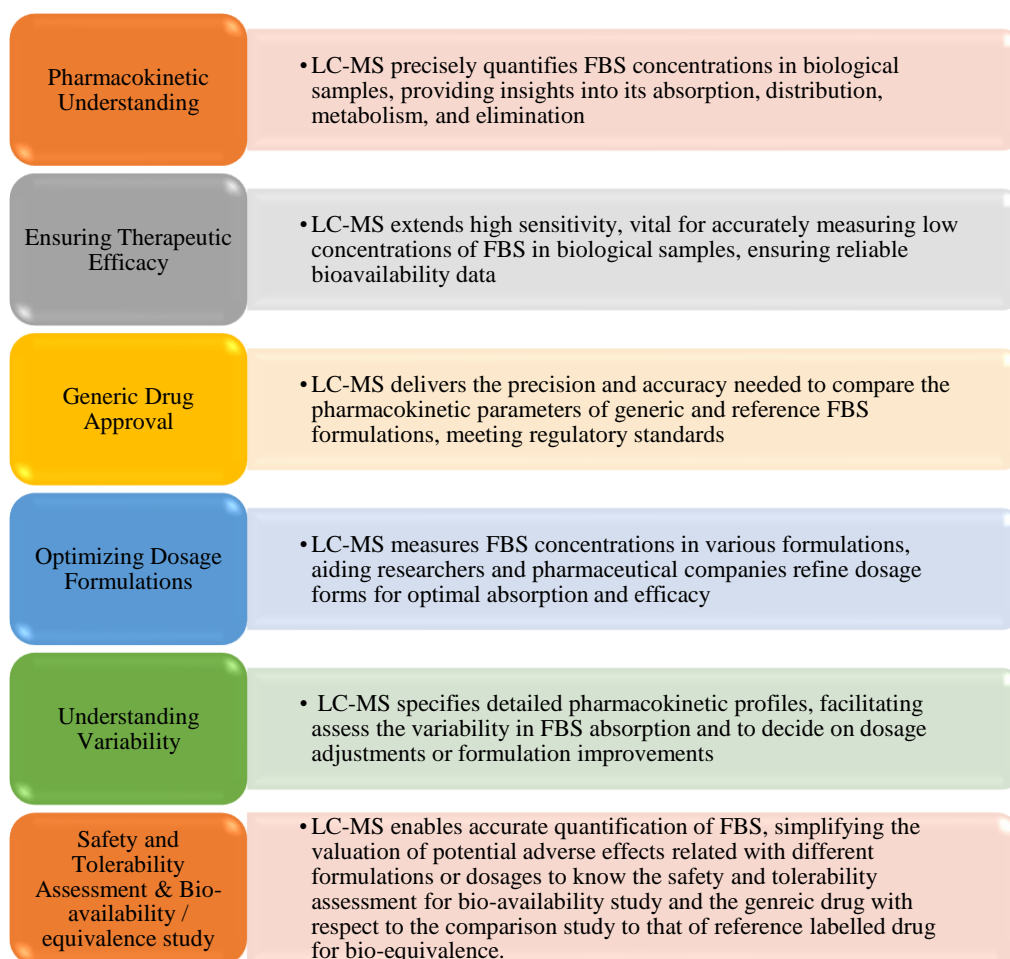 Pharmacokinetic
Understanding
•LC-MS precisely quantifies FBS concentrations in biological
samples, providing insights into its absorption, distribution,
metabolism, and elimination
Ensuring Therapeutic
Efficacy
•LC-MS extends high sensitivity, vital for accurately measuring low
concentrations of FBS in biological samples, ensuring reliable
bioavailability data
Generic Drug
Approval
•LC-MS delivers the precision and accuracy needed to compare the
pharmacokinetic parameters of generic and reference FBS
formulations, meeting regulatory standards
Optimizing Dosage
Formulations
•LC-MS measures FBS concentrations in various formulations,
aiding researchers and pharmaceutical companies refine dosage
forms for optimal absorption and efficacy
Understanding
Variability
• LC-MS specifies detailed pharmacokinetic profiles, facilitating
assess the variability in FBS absorption and to decide on dosage
adjustments or formulation improvements
Safety and
Tolerability
Assessment & Bio-
availability /
equivalence study
•LC-MS enables accurate quantification of FBS, simplifying the
valuation of potential adverse effects related with different
formulations or dosages to know the safety and tolerability
assessment for bio-availability study and the genreic drug with
respect to the comparison study to that of reference labelled drug
for bio-equivalence.